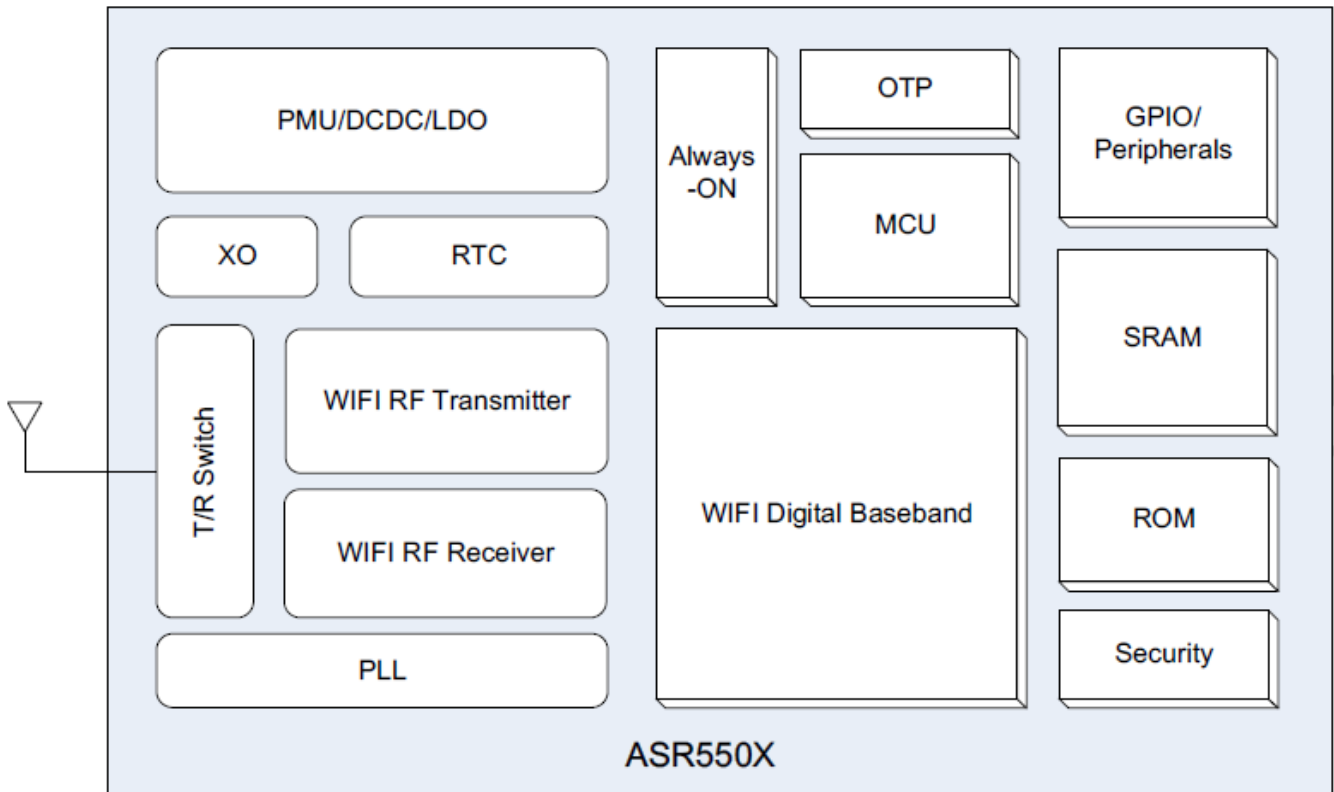 PMU/DCDC/LDO
XO
RTC
T/R Switch
WIFI RF Transmitter
WIFI RF Receiver
PLL
Always
-ON
OTP
MCU
WIFI Digital Baseband
GPIO/
Peripherals
SRAM
ROM
Security
ASR550X